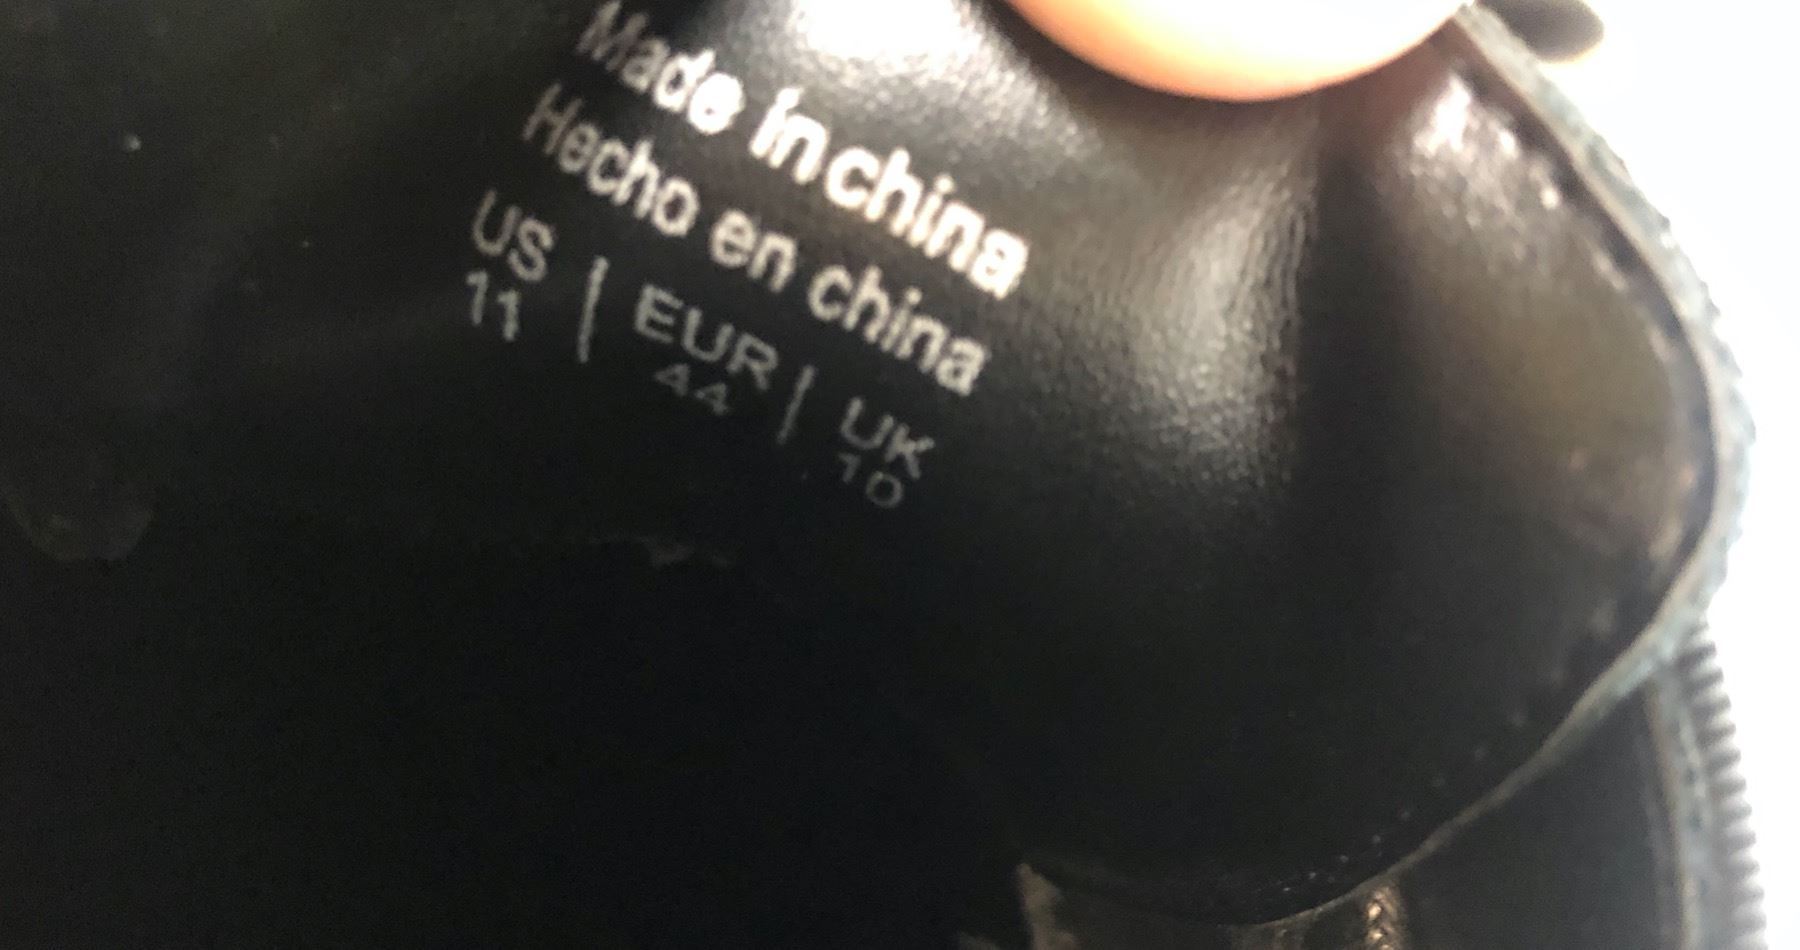 Made in china
Hecho en china
US | EUR | UK
11 44 10